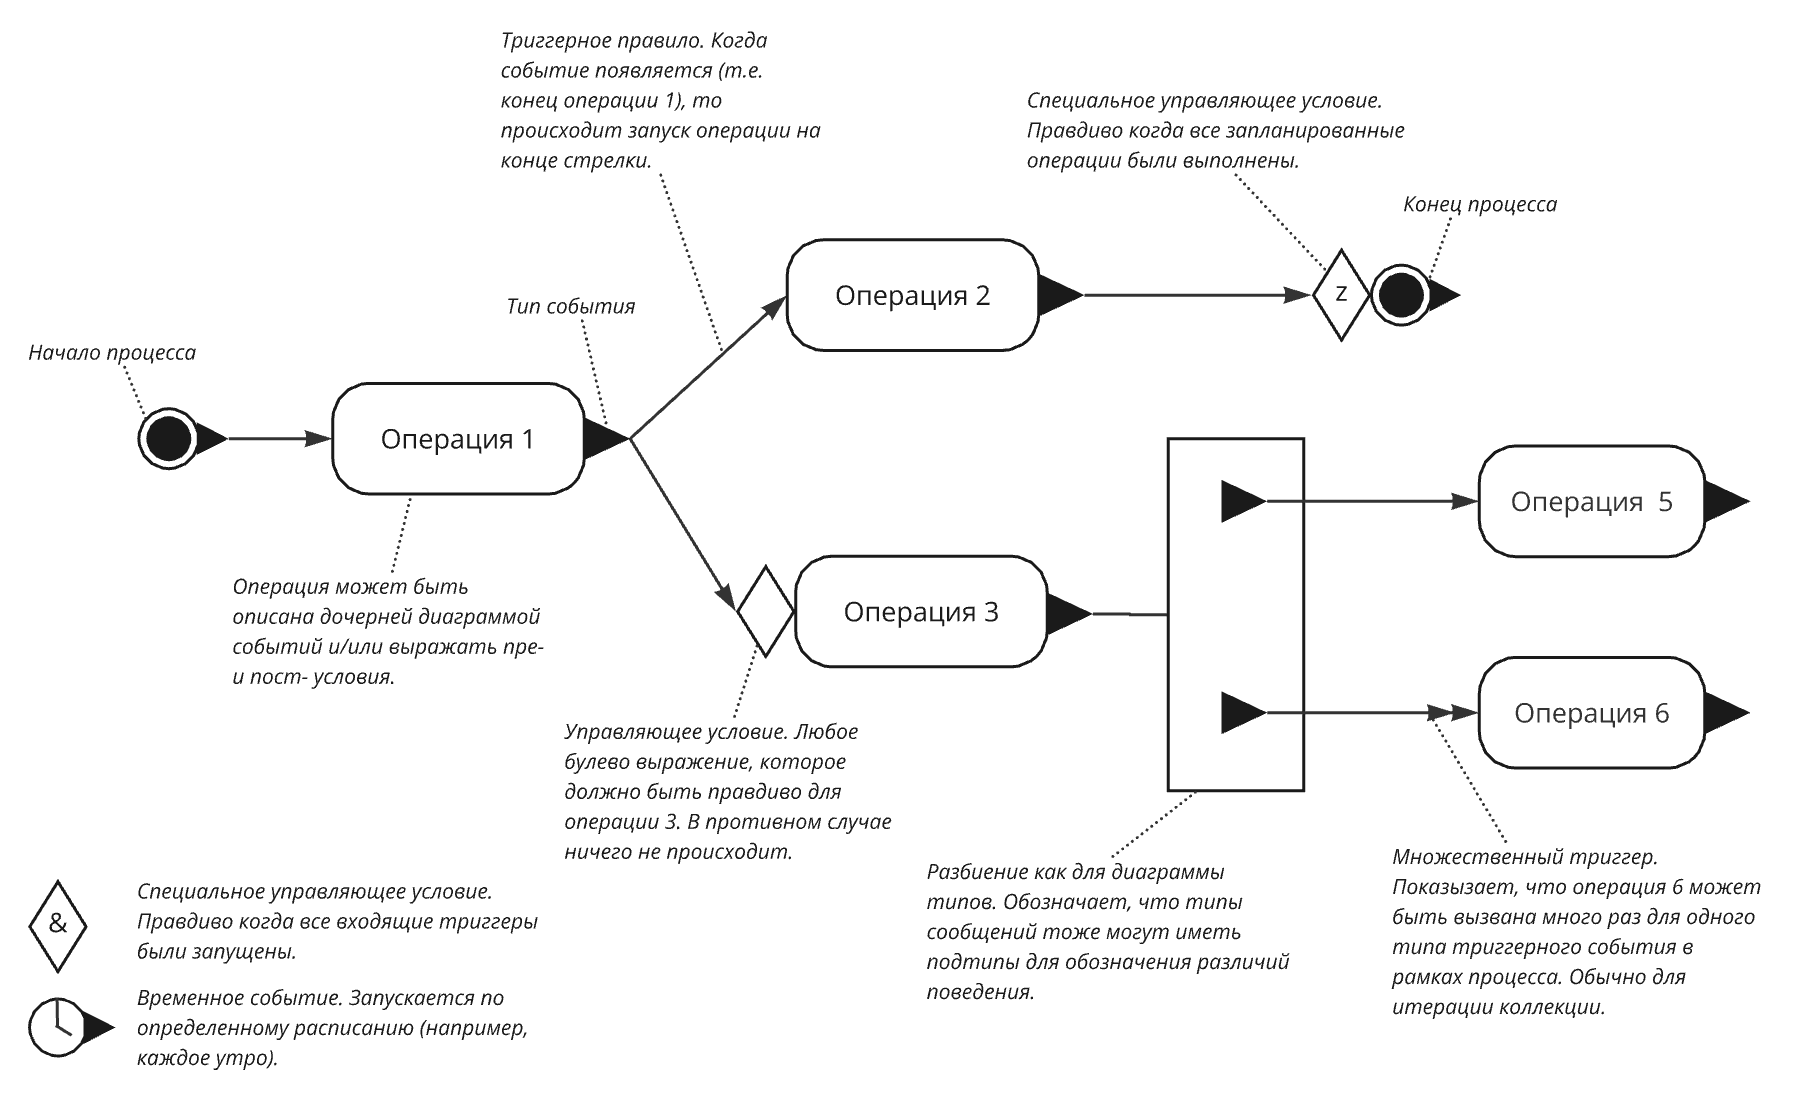 Триггерное правило. Когда
событие появляется (т.е.
конец операции 1), то
происходит запуск операции на
конце стрелки.
Специальное управляющее условие.
Правдиво когда все запланированные
операции были выполнены.
Конец процесса
Операция 2
z
Тип события
Начало процесса
Операция 1
Операция 5
Операция может быть
описана дочерней диаграммой
событий и/или выражать пре-
и пост- условия.
Операция 3
Операция 6
Управляющее условие. Любое
булево выражение, которое
должно быть правдиво для
операции 3. В противном случае
ничего не происходит.
Разбиение как для диаграммы
типов. Обозначает, что типы
сообщений тоже могут иметь
подтипы для обозначения различий
поведения.
Множественный триггер.
Показызает, что операция 6 может
быть вызвана много раз для одного
типа триггерного события в
рамках процесса. Обычно для
итерации коллекции.
&
Специальное управляющее условие.
Правдиво когда все входящие триггеры
были запущены.
Временное событие. Запускается по
определенному расписанию (например,
каждое утро).